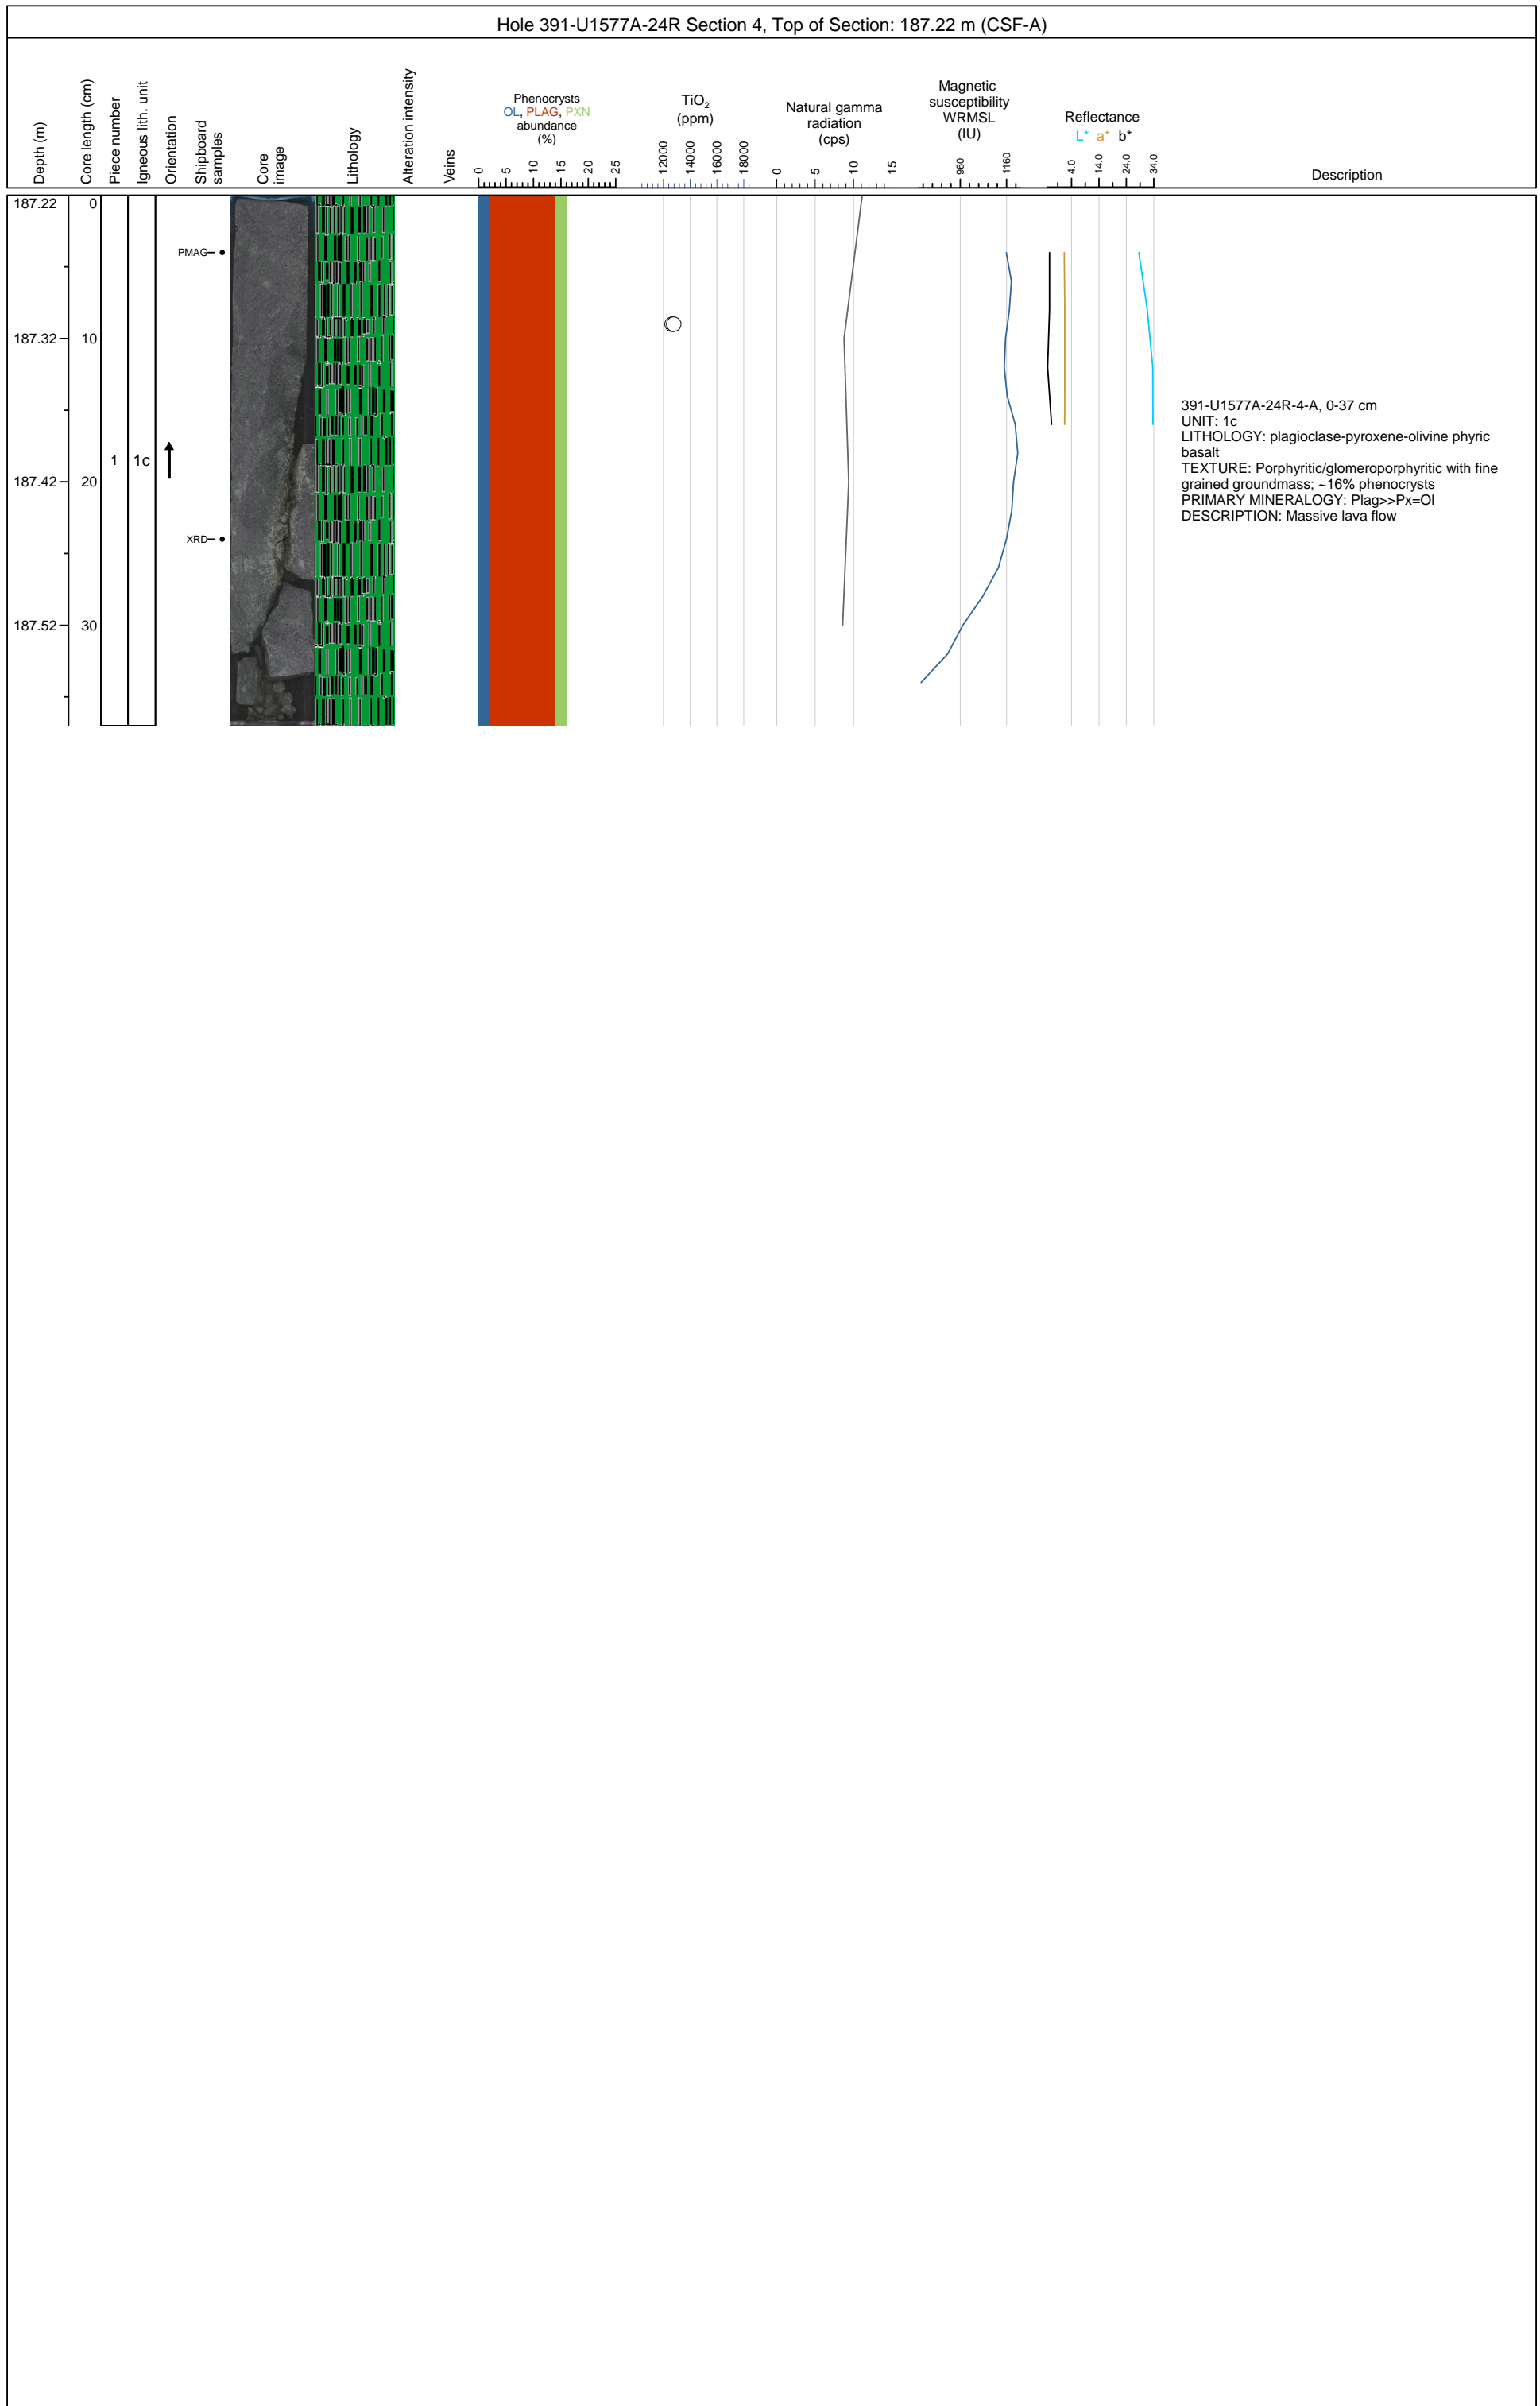 Hole 391-U1577A-24R Section 4, Top of Section: 187.22 m (CSF-A)
Depth (m)
Core length (cm)
Piece number
Igneous lith. unit
Orientation
Shipboard
samples
Core
image
Lithology
Alteration intensity
Veins
Phenocrysts
OL, PLAG, PXN
abundance
(%)
0 5 10 15 20 25
TiO₂
(ppm)
12000 14000 16000 18000
Natural gamma
radiation
(cps)
0 5 10 15
Magnetic
susceptibility
WRMSL
(IU)
960 1160
Reflectance
L* a* b*
4.0 14.0 24.0 34.0
Description
187.22 0
PMAG
187.32 10
1 1c
187.42 20
XRD
187.52 30
391-U1577A-24R-4-A, 0-37 cm
UNIT: 1c
LITHOLOGY: plagioclase-pyroxene-olivine phyric
basalt
TEXTURE: Porphyritic/glomeroporphyritic with fine
grained groundmass; ~16% phenocrysts
PRIMARY MINERALOGY: Plag>>Px=Ol
DESCRIPTION: Massive lava flow